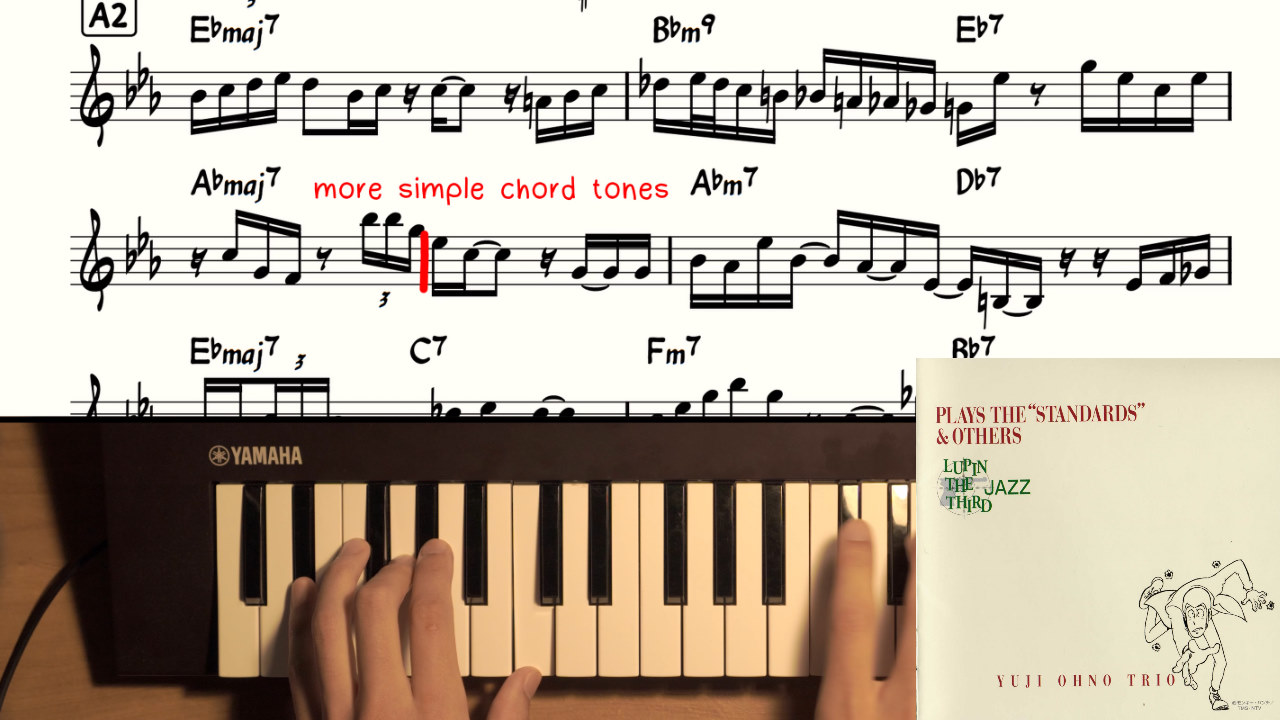 A2
3
E♭maj7 B♭m9 E♭7
A♭maj7 more simple chord tones A♭m7 D♭7
3
E♭maj7 3 C7 Fm7 B♭7
YAMAHA
PLAYS THE "STANDARDS"
& OTHERS
LUPIN
THE JAZZ
THIRD
YUJI OHNO TRIO